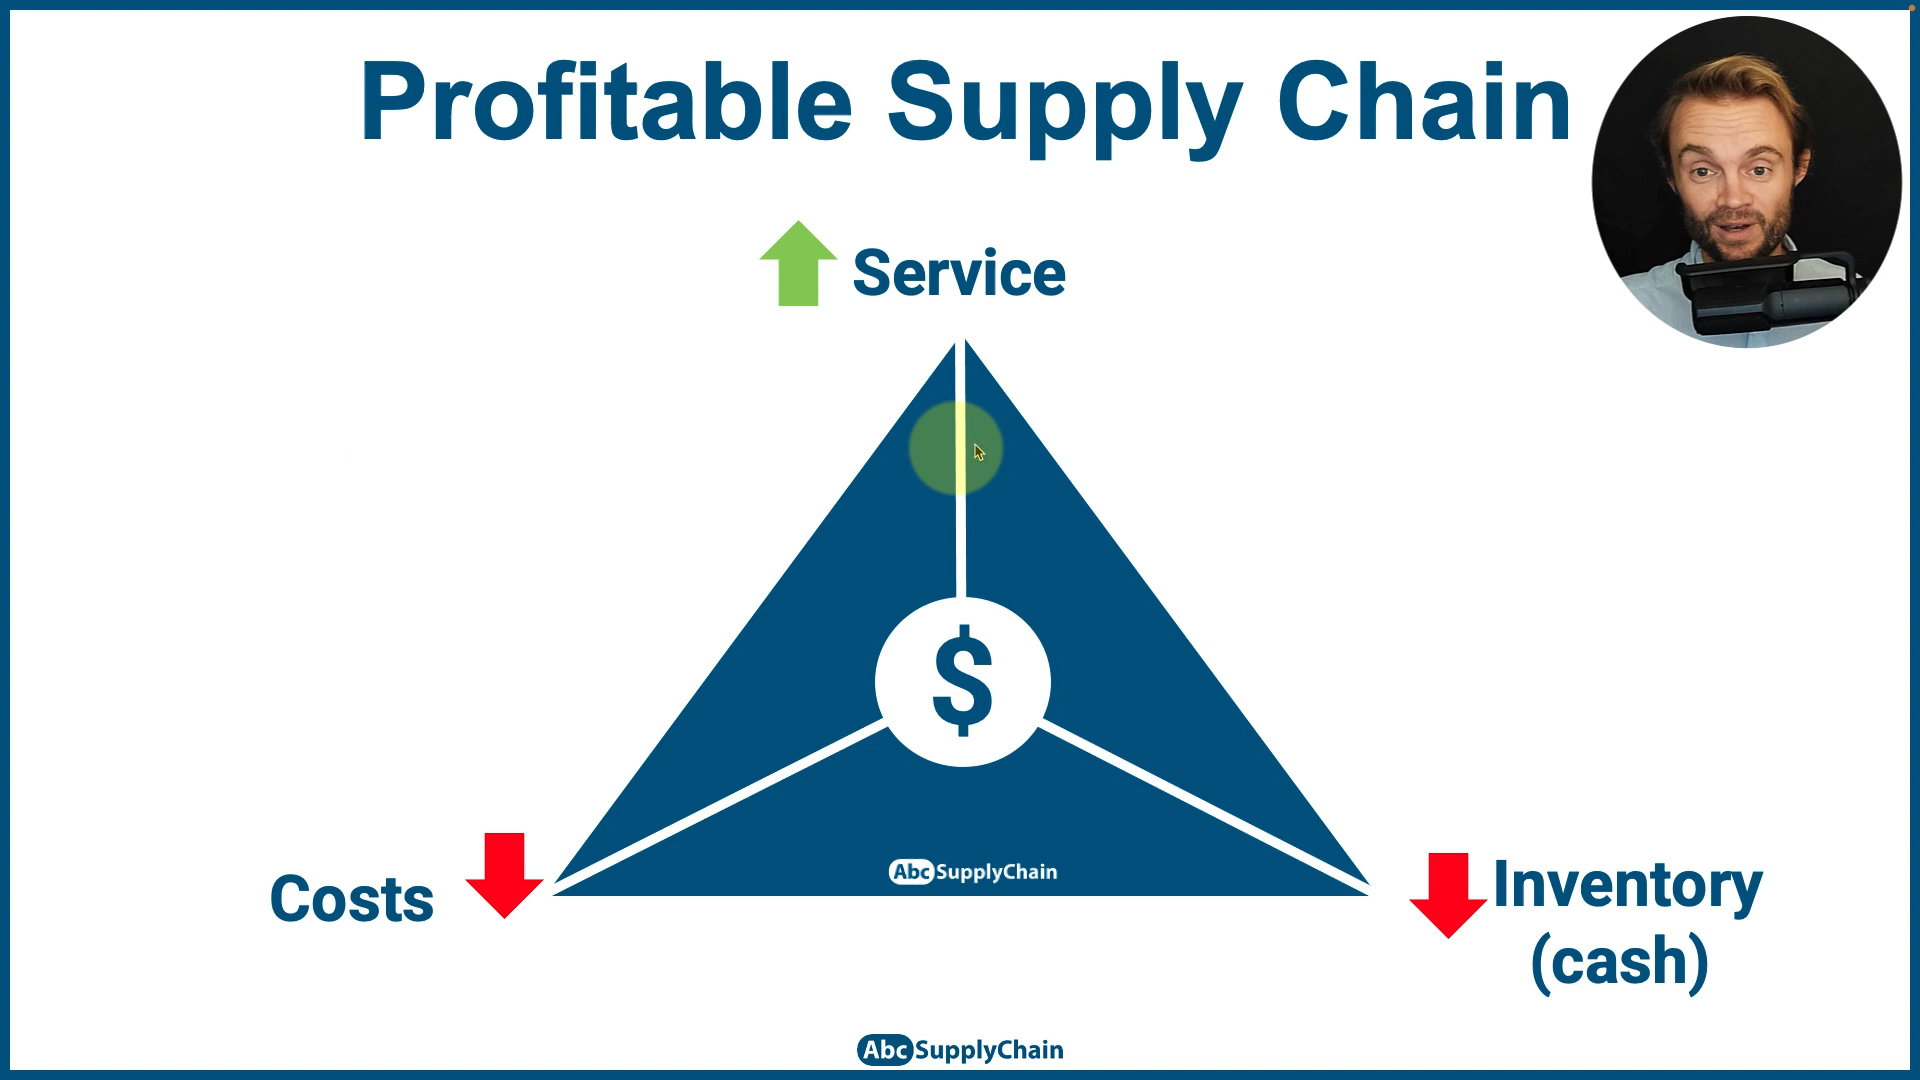 Profitable Supply Chain
Service
$
Costs
Inventory
(cash)
AbcSupplyChain
AbcSupplyChain